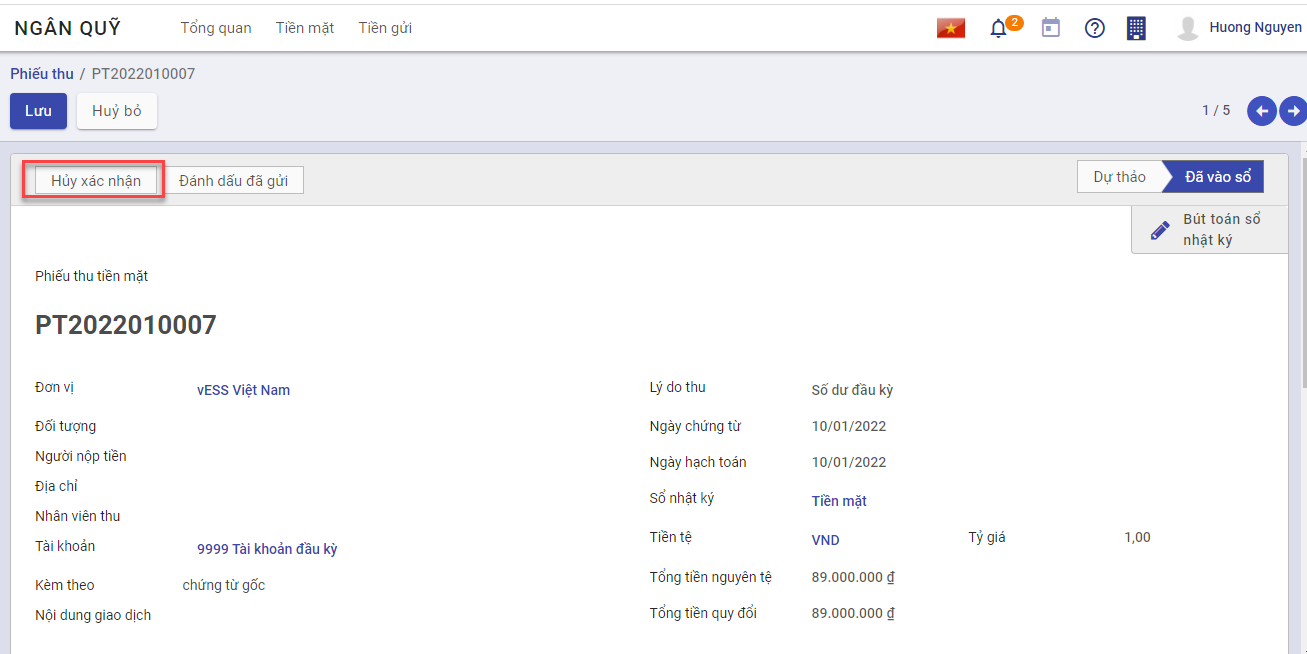 NGÂN QUỸ
Tổng quan
Tiền mặt
Tiền gửi
2
Huong Nguyen
Phiếu thu / PT2022010007
Lưu
Huỷ bỏ
1 / 5
Hủy xác nhận
Đánh dấu đã gửi
Dự thảo
Đã vào sổ
Bút toán sổ
nhật ký
Phiếu thu tiền mặt
PT2022010007
Đơn vị
vESS Việt Nam
Đối tượng
Người nộp tiền
Địa chỉ
Nhân viên thu
Tài khoản
9999 Tài khoản đầu kỳ
Kèm theo
chứng từ gốc
Nội dung giao dịch
Lý do thu
Số dư đầu kỳ
Ngày chứng từ
10/01/2022
Ngày hạch toán
10/01/2022
Sổ nhật ký
Tiền mặt
Tiền tệ
VND
Tỷ giá
1,00
Tổng tiền nguyên tệ
89.000.000 ₫
Tổng tiền quy đổi
89.000.000 ₫